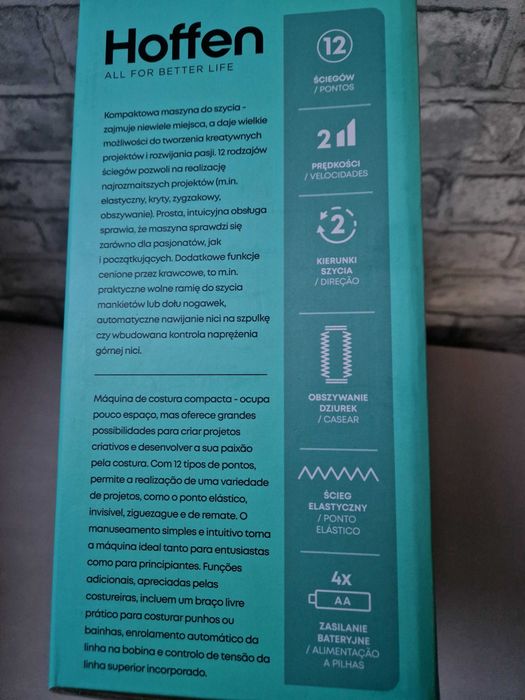 Hoffen
ALL FOR BETTER LIFE
Kompaktowa maszyna do szycia -
zajmuje niewiele miejsca, a daje wielkie
możliwości do tworzenia kreatywnych
projektów i rozwijania pasji. 12 rodzajów
ściegów pozwoli na realizację
najrozmaitszych projektów (m.in.
elastyczny, kryty, zygzakowy,
obszywanie). Prosta, intuicyjna obsługa
sprawia, że maszyna sprawdzi się
zarówno dla pasjonatów, jak
i początkujących. Dodatkowe funkcje
cenione przez krawcowe, to m.in.
praktyczne wolne ramię do szycia
mankietów lub dołu nogawek,
automatyczne nawijanie nici na szpulkę
czy wbudowana kontrola naprężenia
górnej nici.
Máquina de costura compacta - ocupa
pouco espaço, mas oferece grandes
possibilidades para criar projetos
criativos e desenvolver a sua paixão
pela costura. Com 12 tipos de pontos,
permite a realização de uma variedade
de projetos, como o ponto elástico,
invisível, ziguezague e de remate. O
manuseamento simples e intuitivo torna
a máquina ideal tanto para entusiastas
como para principiantes. Funções
adicionais, apreciadas pelas
costureiras, incluem um braço livre
prático para costurar punhos ou
bainhas, enrolamento automático da
linha na bobina e controlo de tensão da
linha superior incorporado.
12
ŚCIEGÓW
/ PONTOS
2
PRĘDKOŚCI
/ VELOCIDADES
2
KIERUNKI
SZYCIA
/ DIREÇÃO
OBSZYWANIE
DZIUREK
/ CASEAR
ŚCIEG
ELASTYCZNY
/ PONTO
ELÁSTICO
4X
AA
ZASILANIE
BATERYJNE
/ ALIMENTAÇÃO
A PILHAS